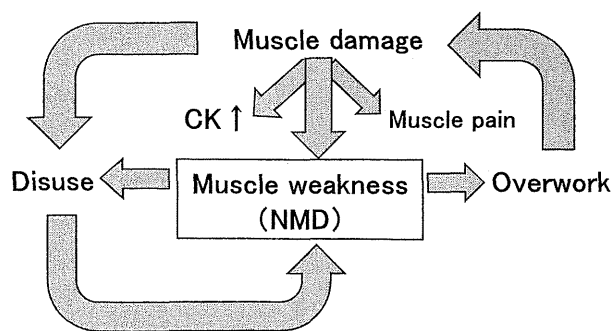 Muscle damage
CK ↑
Muscle pain
Disuse
Muscle weakness
(NMD)
Overwork